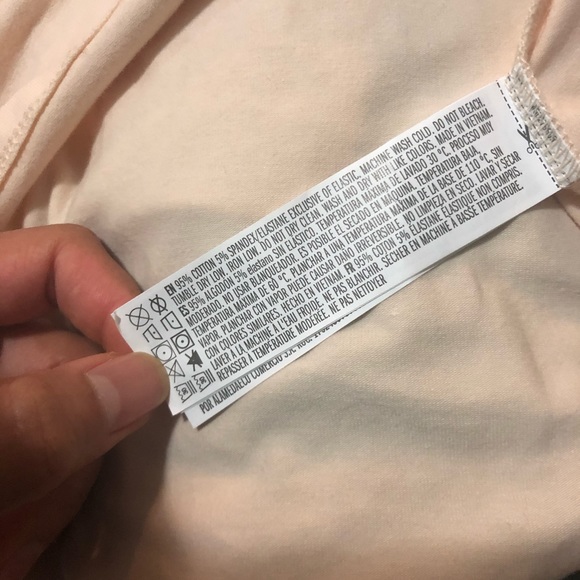 EN 95% COTTON 5% SPANDEX/ELASTANE EXCLUSIVE OF ELASTIC. MACHINE WASH COLD. DO NOT BLEACH.
TUMBLE DRY LOW. IRON LOW. DO NOT DRY CLEAN. WASH AND DRY WITH LIKE COLORS. MADE IN VIETNAM.
ES 95% ALGODÓN 5% elastano SIN ELÁSTICO. TEMPERATURA MÁXIMA DE LAVADO 30 °C. PROCESO MUY
MODERADO. NO USAR BLANQUEADOR. ES POSIBLE EL SECADO EN MÁQUINA. TEMPERATURA BAJA,
TEMPERATURA MÁXIMA DE 60 °C. PLANCHAR A UNA TEMPERATURA MÁXIMA DE LA BASE DE 110 °C, SIN
VAPOR. PLANCHAR CON VAPOR PUEDE CAUSAR DAÑO IRREVERSIBLE. NO LIMPIEZA EN SECO. LAVAR Y SECAR
CON COLORES SIMILARES. HECHO EN VIETNAM. FR 95% COTON 5% ÉLASTHANNE ÉLASTIQUE NON COMPRIS.
LAVER À LA MACHINE À L'EAU FROIDE. NE PAS BLANCHIR. SÉCHER EN MACHINE À BASSE TEMPÉRATURE.
REPASSER À TEMPÉRATURE MODÉRÉE. NE PAS NETTOYER
POR ALAMEDAECO COMERCIO